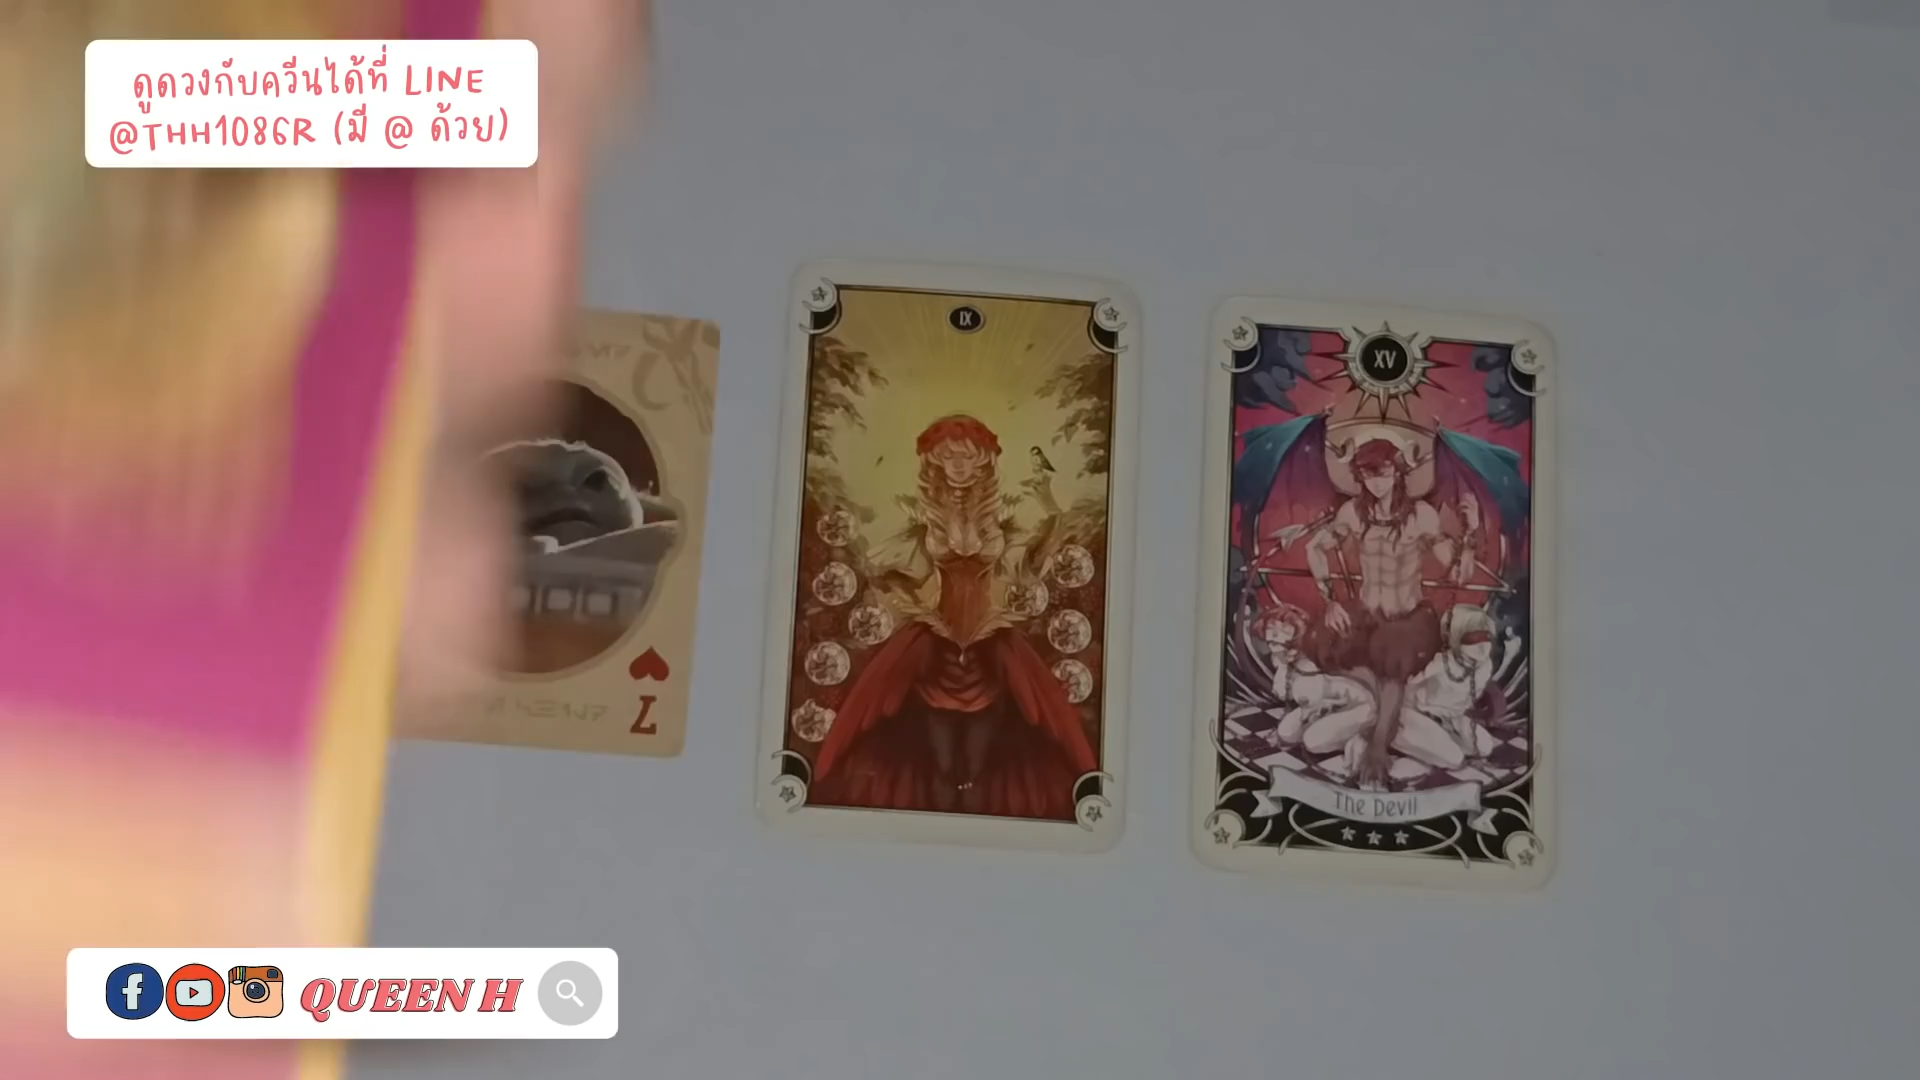 ดูดวงกับควีนได้ที่ LINE
@THH1086R (มี @ ด้วย)
IX
XV
7
The Devil
QUEEN H